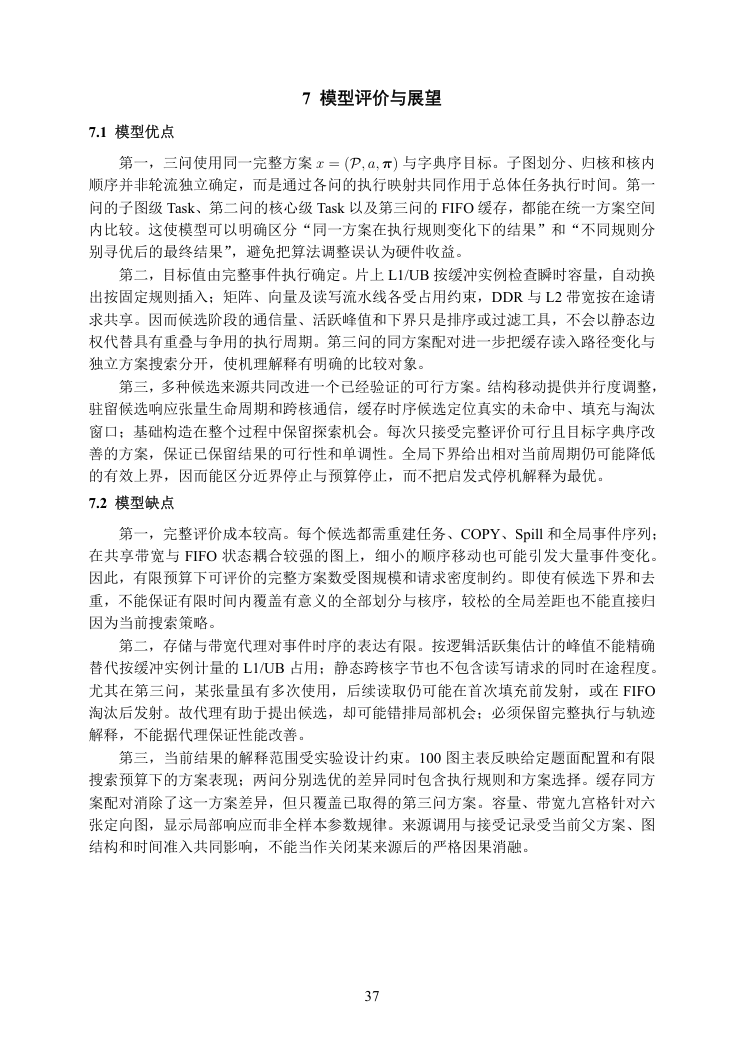 7 模型评价与展望
7.1 模型优点
第一，三问使用同一完整方案 x = (P, a, π) 与字典序目标。子图划分、归核和核内
顺序并非轮流独立确定，而是通过各问的执行映射共同作用于总体任务执行时间。第一
问的子图级 Task、第二问的核心级 Task 以及第三问的 FIFO 缓存，都能在统一方案空间
内比较。这使模型可以明确区分“同一方案在执行规则变化下的结果”和“不同规则分
别寻优后的最终结果”，避免把算法调整误认为硬件收益。
第二，目标值由完整事件执行确定。片上 L1/UB 按缓冲实例检查瞬时容量，自动换
出按固定规则插入；矩阵、向量及读写流水线各受占用约束，DDR 与 L2 带宽按在途请
求共享。因而候选阶段的通信量、活跃峰值和下界只是排序或过滤工具，不会以静态边
权代替具有重叠与争用的执行周期。第三问的同方案配对进一步把缓存读入路径变化与
独立方案搜索分开，使机理解释有明确的比较对象。
第三，多种候选来源共同改进一个已经验证的可行方案。结构移动提供并行度调整，
驻留候选响应张量生命周期和跨核通信，缓存时序候选定位真实的未命中、填充与淘汰
窗口；基础构造在整个过程中保留探索机会。每次只接受完整评价可行且目标字典序改
善的方案，保证已保留结果的可行性和单调性。全局下界给出相对当前周期仍可能降低
的有效上界，因而能区分近界停止与预算停止，而不把启发式停机解释为最优。
7.2 模型缺点
第一，完整评价成本较高。每个候选都需重建任务、COPY、Spill 和全局事件序列；
在共享带宽与 FIFO 状态耦合较强的图上，细小的顺序移动也可能引发大量事件变化。
因此，有限预算下可评价的完整方案数受图规模和请求密度制约。即使有候选下界和去
重，不能保证有限时间内覆盖有意义的全部划分与核序，较松的全局差距也不能直接归
因为当前搜索策略。
第二，存储与带宽代理对事件时序的表达有限。按逻辑活跃集估计的峰值不能精确
替代按缓冲实例计量的 L1/UB 占用；静态跨核字节也不包含读写请求的同时在途程度。
尤其在第三问，某张量虽有多次使用，后续读取仍可能在首次填充前发射，或在 FIFO
淘汰后发射。故代理有助于提出候选，却可能错排局部机会；必须保留完整执行与轨迹
解释，不能据代理保证性能改善。
第三，当前结果的解释范围受实验设计约束。100 图主表反映给定题面配置和有限
搜索预算下的方案表现；两问分别选优的差异同时包含执行规则和方案选择。缓存同方
案配对消除了这一方案差异，但只覆盖已取得的第三问方案。容量、带宽九宫格针对六
张定向图，显示局部响应而非全样本参数规律。来源调用与接受记录受当前父方案、图
结构和时间准入共同影响，不能当作关闭某来源后的严格因果消融。
37